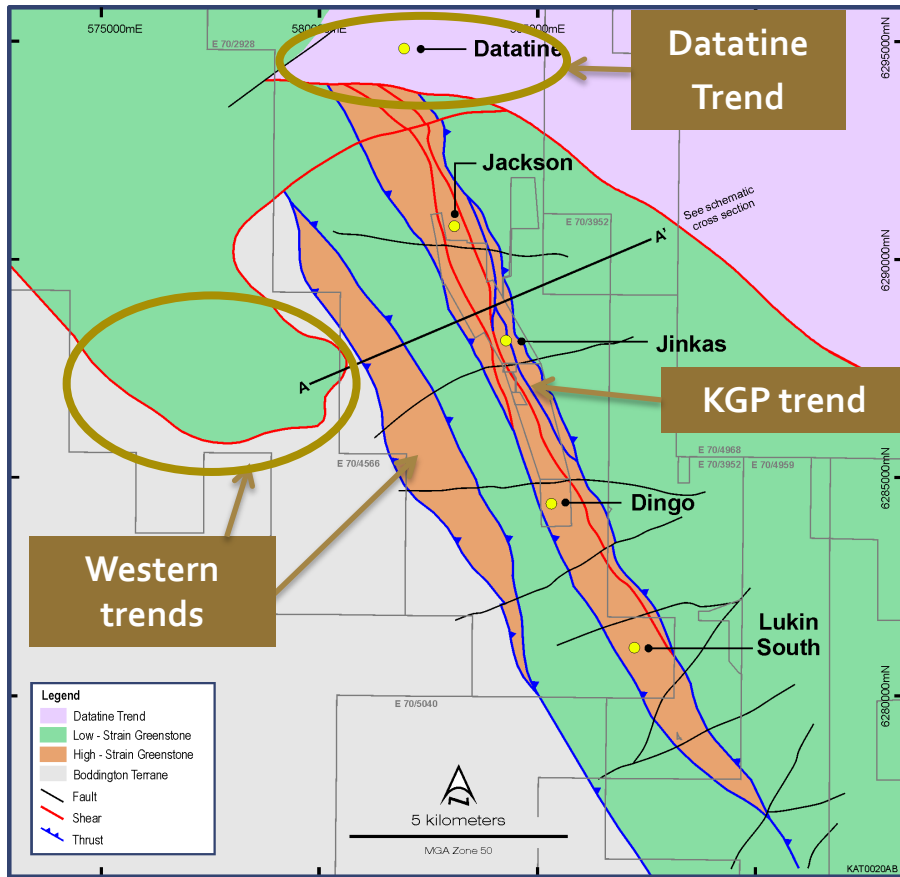 575000mE
580000mE
6295000mN
E 70/2928
Datatine
Datatine
Trend
Jackson
E 70/3952
See schematic
cross section
A'
6290000mN
Jinkas
A
KGP trend
E 70/4566
E 70/4968
E 70/3952
E 70/4959
6285000mN
Dingo
Western
trends
Lukin
South
6280000mN
E 70/5040
Legend
Datatine Trend
Low - Strain Greenstone
High - Strain Greenstone
Boddington Terrane
Fault
Shear
Thrust
N
5 kilometers
MGA Zone 50
KAT0020AB